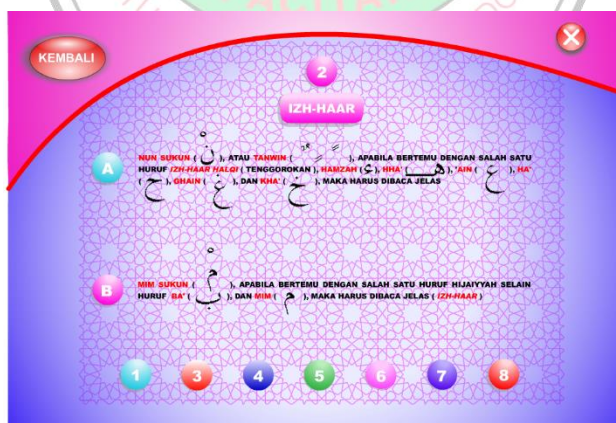 KEMBALI
X
2
IZH-HAAR
A
NUN SUKUN ( نْ ), ATAU TANWIN ( ـًـ ـٍـ ـٌـ ), APABILA BERTEMU DENGAN SALAH SATU
HURUF IZH-HAAR HALQI ( TENGGOROKAN ), HAMZAH ( ء ), HHA' ( هـ ), 'AIN ( ع ), HA'
( ح ), GHAIN ( غ ), DAN KHA' ( خ ), MAKA HARUS DIBACA JELAS
B
MIM SUKUN ( مْ ), APABILA BERTEMU DENGAN SALAH SATU HURUF HIJAIYYAH SELAIN
HURUF BA' ( ب ), DAN MIM ( م ), MAKA HARUS DIBACA JELAS ( IZH-HAAR )
1 3 4 5 6 7 8